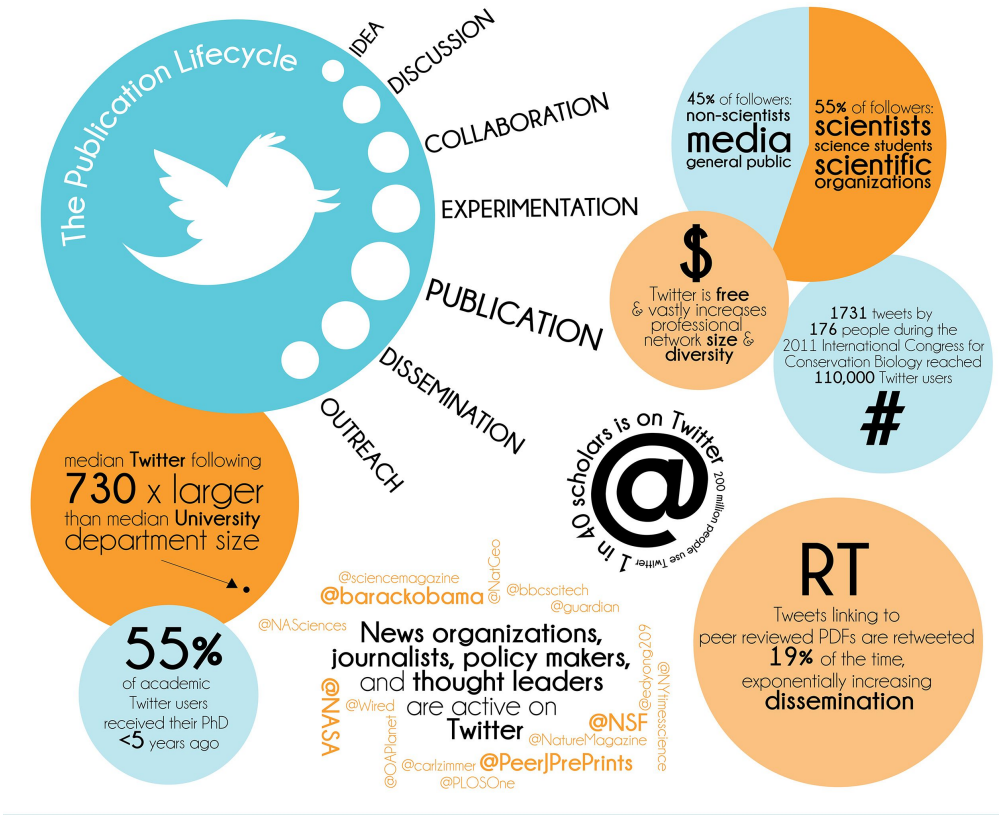 The Publication Lifecycle
IDEA
DISCUSSION
COLLABORATION
EXPERIMENTATION
PUBLICATION
DISSEMINATION
OUTREACH
45% of followers:
non-scientists
media
general public
55% of followers:
scientists
science students
scientific
organizations
$
Twitter is free
& vastly increases
professional
network size &
diversity
1731 tweets by
176 people during the
2011 International Congress for
Conservation Biology reached
110,000 Twitter users
#
median Twitter following
730 x larger
than median University
department size
1 in 40 scholars is on Twitter
200 million people use Twitter
@
55%
of academic
Twitter users
received their PhD
<5 years ago
@sciencemagazine
@barackobama
@NatGeo
@bbcscitech
@guardian
@NASciences
News organizations,
journalists, policy makers,
and thought leaders
are active on
Twitter
@NASA
@Wired
@OAPlanet
@carlzimmer
@PeerJPrePrints
@PLOSOne
@NatureMagazine
@NSF
@edyong209
@NYtimesscience
RT
Tweets linking to
peer reviewed PDFs are retweeted
19% of the time,
exponentially increasing
dissemination